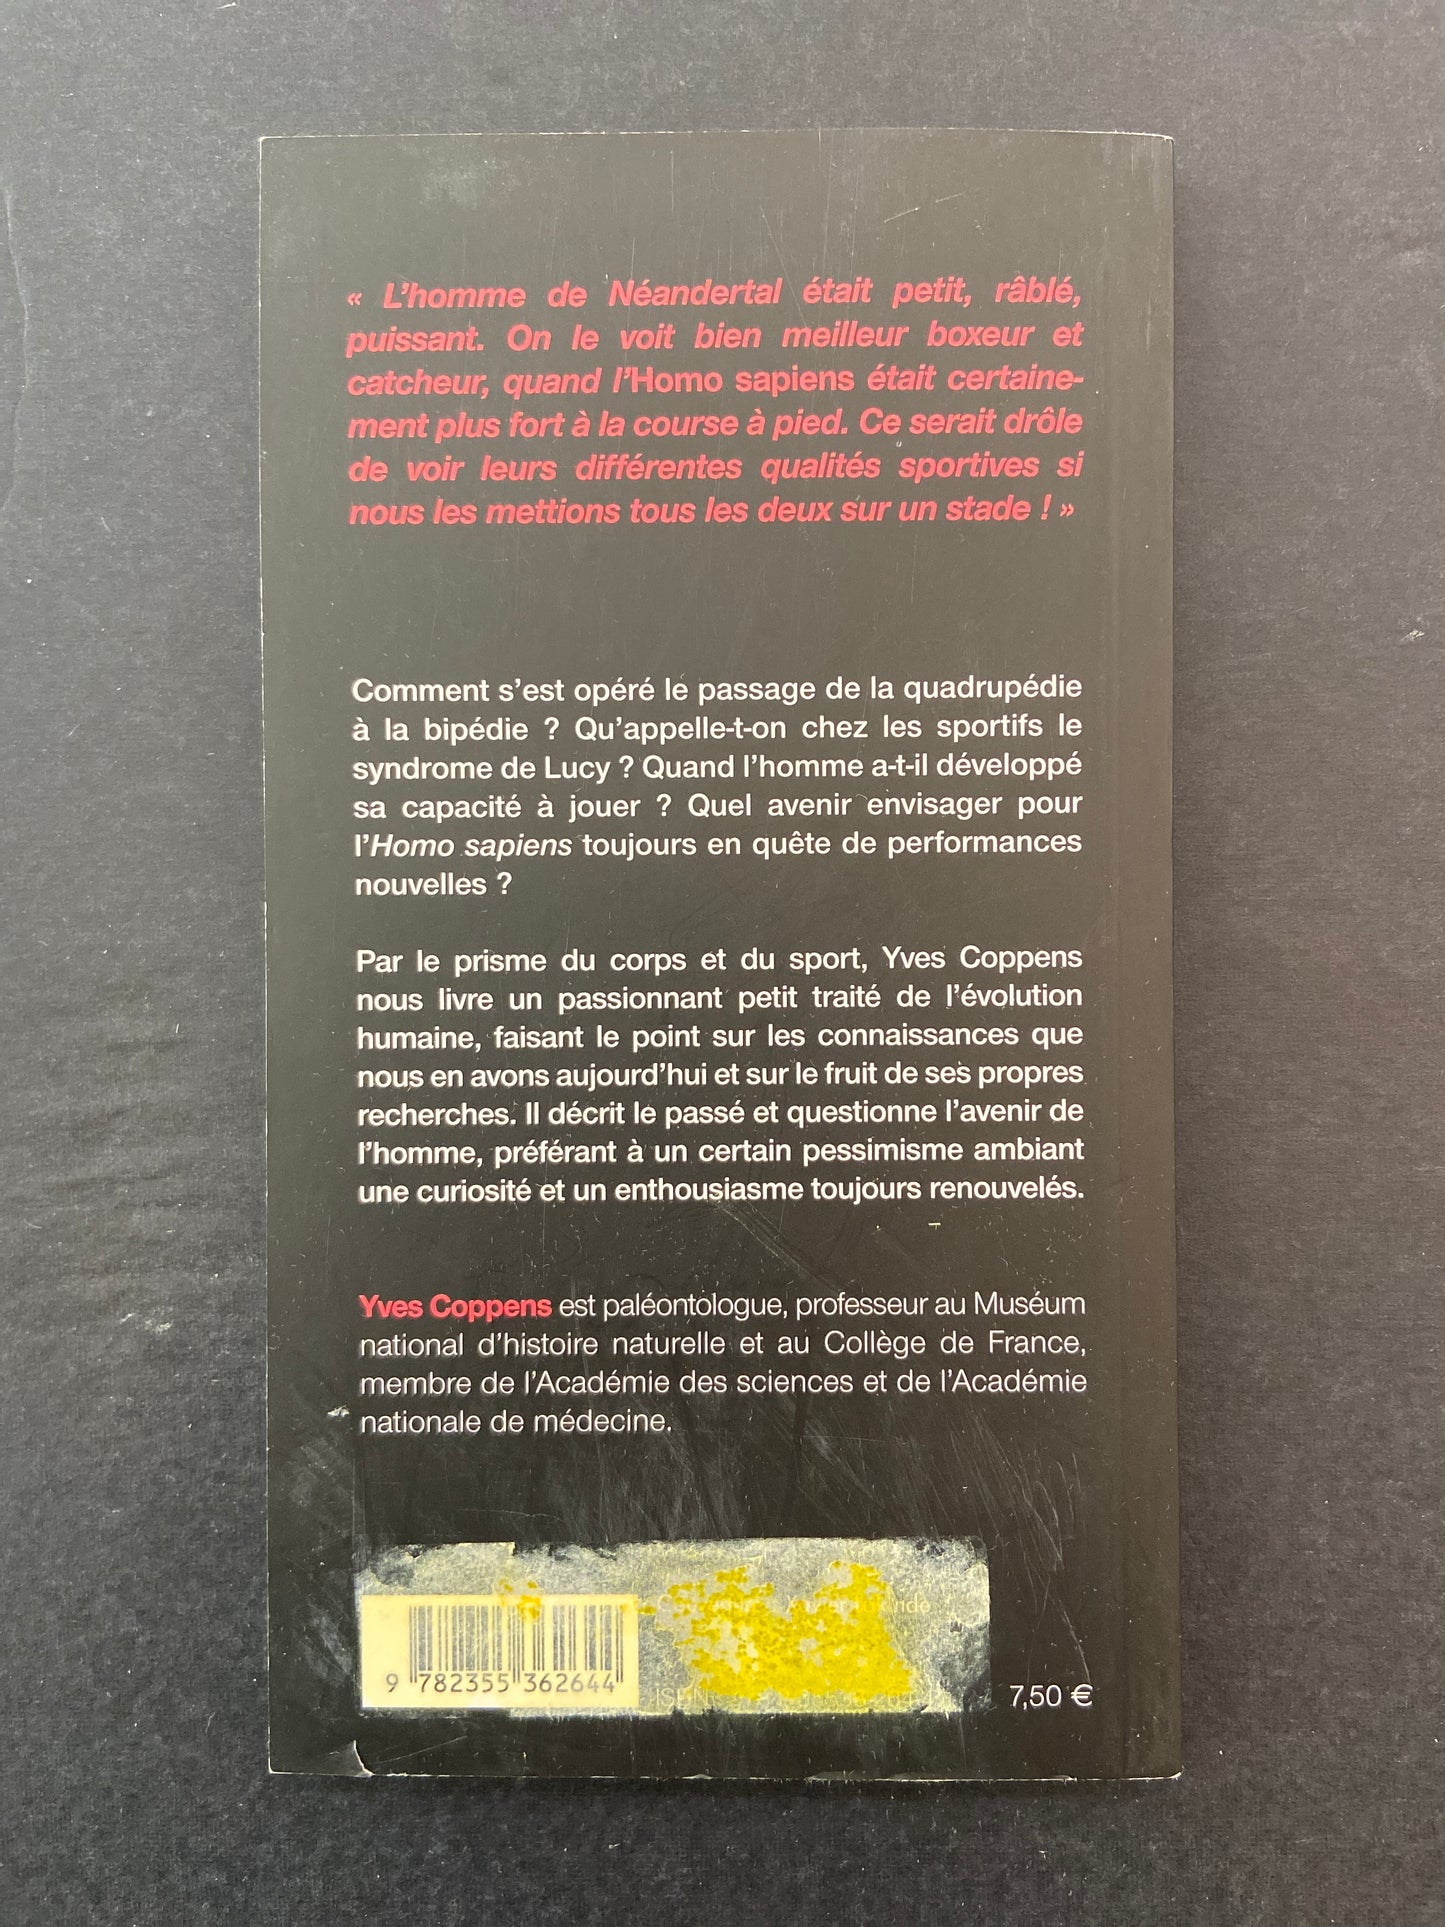 « L'homme de Néandertal était petit, râblé,
puissant. On le voit bien meilleur boxeur et
catcheur, quand l'Homo sapiens était certaine-
ment plus fort à la course à pied. Ce serait drôle
de voir leurs différentes qualités sportives si
nous les mettions tous les deux sur un stade ! »
Comment s'est opéré le passage de la quadrupédie
à la bipédie ? Qu'appelle-t-on chez les sportifs le
syndrome de Lucy ? Quand l'homme a-t-il développé
sa capacité à jouer ? Quel avenir envisager pour
l'Homo sapiens toujours en quête de performances
nouvelles ?
Par le prisme du corps et du sport, Yves Coppens
nous livre un passionnant petit traité de l'évolution
humaine, faisant le point sur les connaissances que
nous en avons aujourd'hui et sur le fruit de ses propres
recherches. Il décrit le passé et questionne l'avenir de
l'homme, préférant à un certain pessimisme ambiant
une curiosité et un enthousiasme toujours renouvelés.
Yves Coppens est paléontologue, professeur au Muséum
national d'histoire naturelle et au Collège de France,
membre de l'Académie des sciences et de l'Académie
nationale de médecine.
9 782355 362644
ISBN
7,50 €